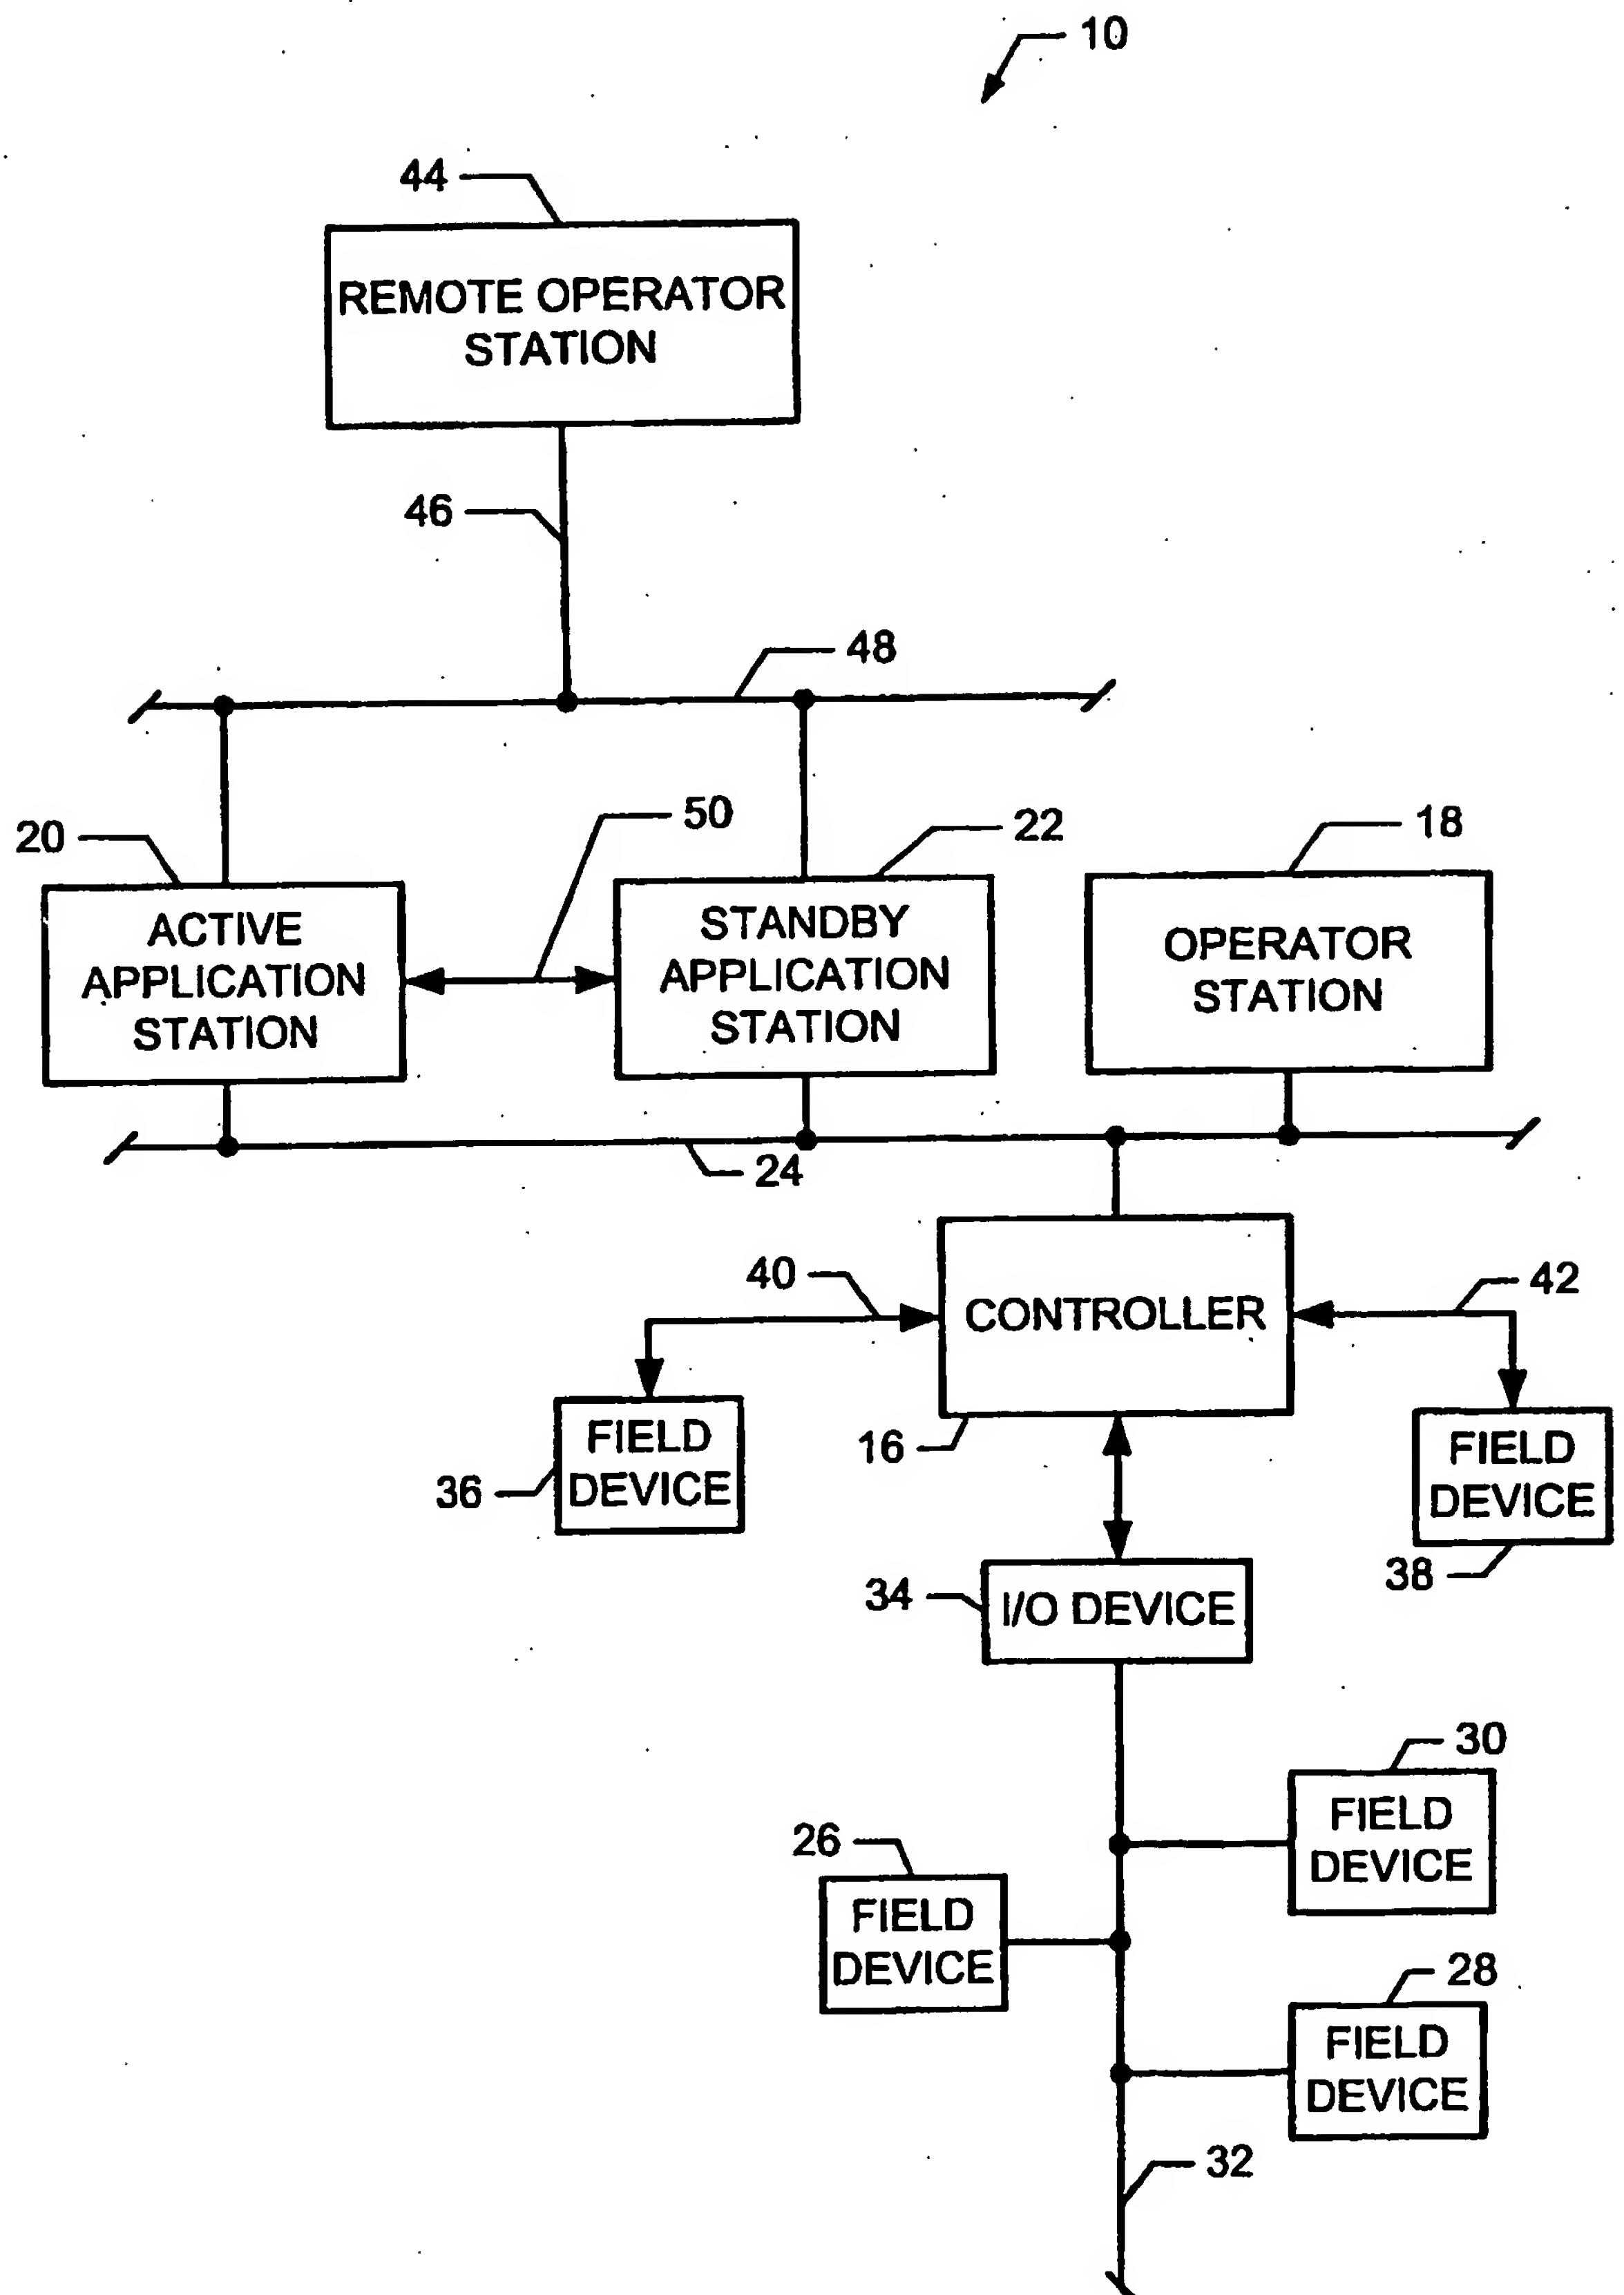 10
44
REMOTE OPERATOR
STATION
46
48
50
20
22
18
ACTIVE
APPLICATION
STATION
STANDBY
APPLICATION
STATION
OPERATOR
STATION
24
40
42
CONTROLLER
16
36
FIELD
DEVICE
FIELD
DEVICE
38
34
I/O DEVICE
30
FIELD
DEVICE
26
FIELD
DEVICE
28
FIELD
DEVICE
32